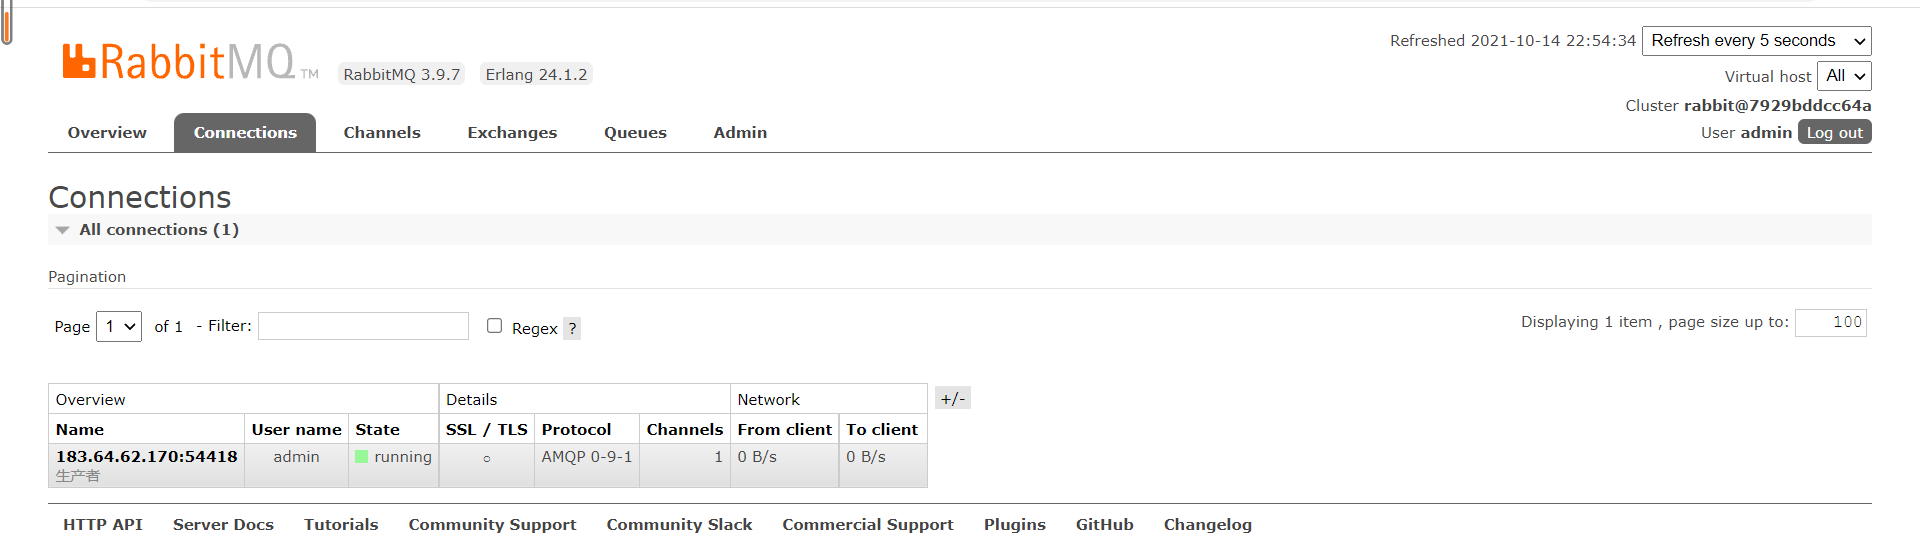 Refreshed 2021-10-14 22:54:34 Refresh every 5 seconds
RabbitMQ TM RabbitMQ 3.9.7 Erlang 24.1.2
Virtual host All
Cluster rabbit@7929bddcc64a
User admin Log out
Overview Connections Channels Exchanges Queues Admin
Connections
All connections (1)
Pagination
Page 1 of 1 - Filter: Regex ?
Displaying 1 item , page size up to: 100
Overview Details Network +/-
Name User name State SSL / TLS Protocol Channels From client To client
183.64.62.170:54418 admin running ○ AMQP 0-9-1 1 0 B/s 0 B/s
生产者
HTTP API Server Docs Tutorials Community Support Community Slack Commercial Support Plugins GitHub Changelog